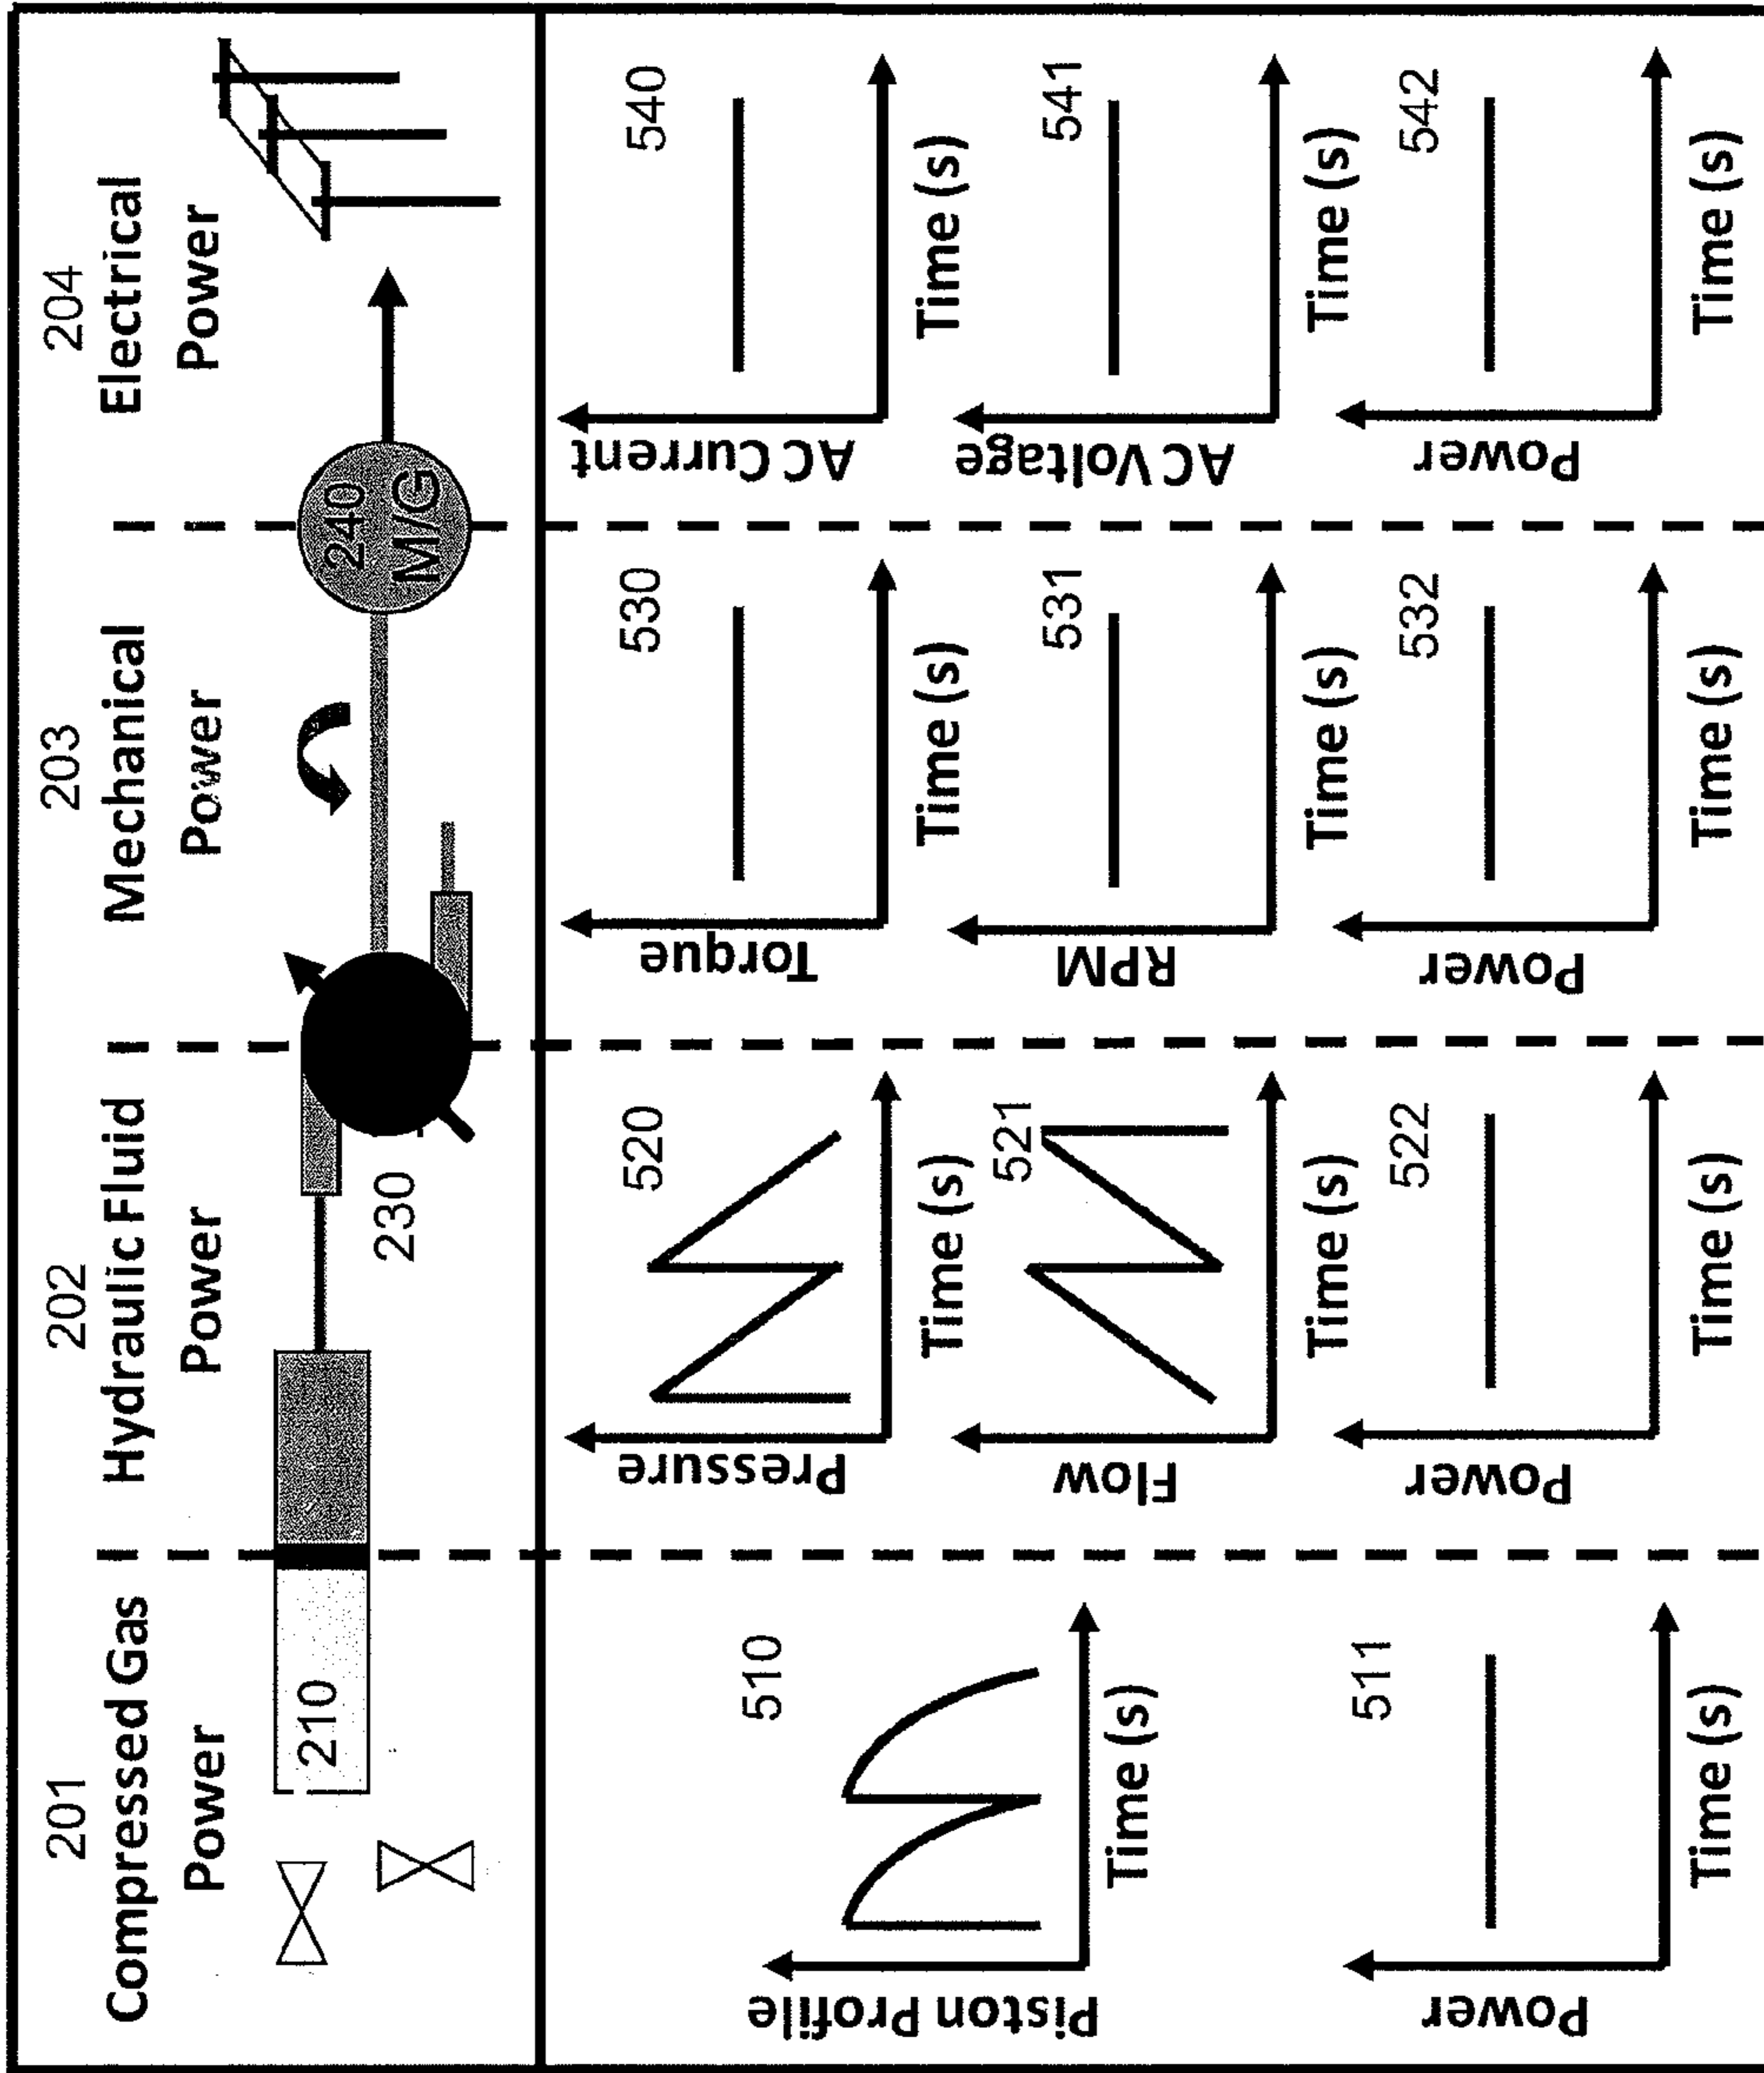 201
Compressed Gas
Power
202
Hydraulic Fluid
Power
203
Mechanical
Power
204
Electrical
Power
210
230
240
M/G
Piston Profile
510
Time (s)
Power
511
Time (s)
Pressure
520
Time (s)
Flow
521
Time (s)
Power
522
Time (s)
Torque
530
Time (s)
RPM
531
Time (s)
Power
532
Time (s)
AC Current
540
Time (s)
AC Voltage
541
Time (s)
Power
542
Time (s)